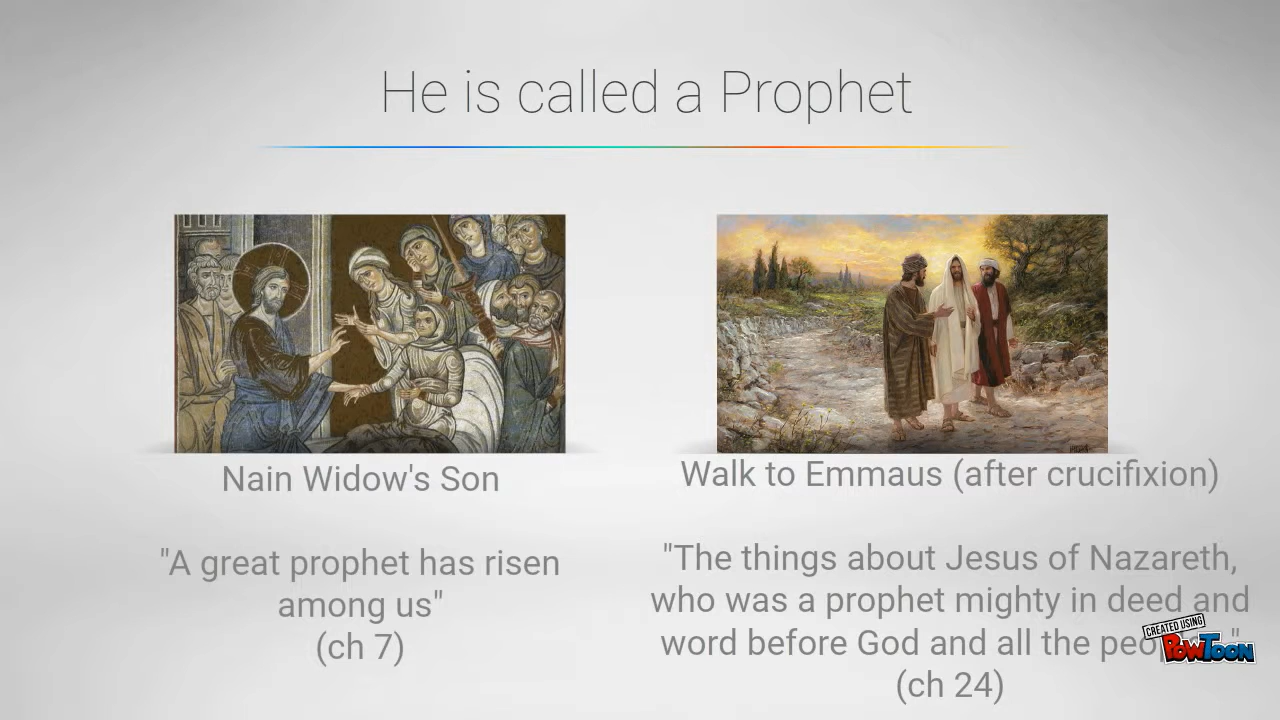 He is called a Prophet
Nain Widow's Son
"A great prophet has risen
among us"
(ch 7)
Walk to Emmaus (after crucifixion)
"The things about Jesus of Nazareth,
who was a prophet mighty in deed and
word before God and all the
(ch 24)
CREATED USING
POWTOON